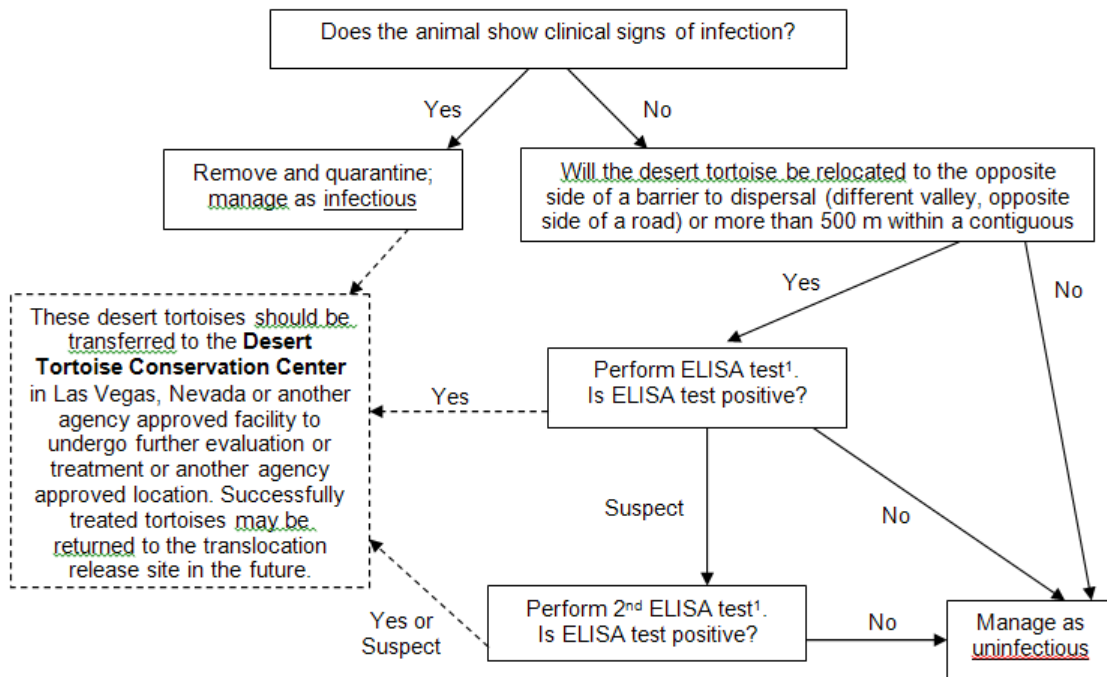 Does the animal show clinical signs of infection?
Yes
No
Remove and quarantine;
manage as infectious
Will the desert tortoise be relocated to the opposite
side of a barrier to dispersal (different valley, opposite
side of a road) or more than 500 m within a contiguous
Yes
No
These desert tortoises should be
transferred to the Desert
Tortoise Conservation Center
in Las Vegas, Nevada or another
agency approved facility to
undergo further evaluation or
treatment or another agency
approved location. Successfully
treated tortoises may be
returned to the translocation
release site in the future.
Yes
Perform ELISA test¹.
Is ELISA test positive?
Suspect
No
Yes or
Suspect
Perform 2nd ELISA test¹.
Is ELISA test positive?
No
Manage as
uninfectious